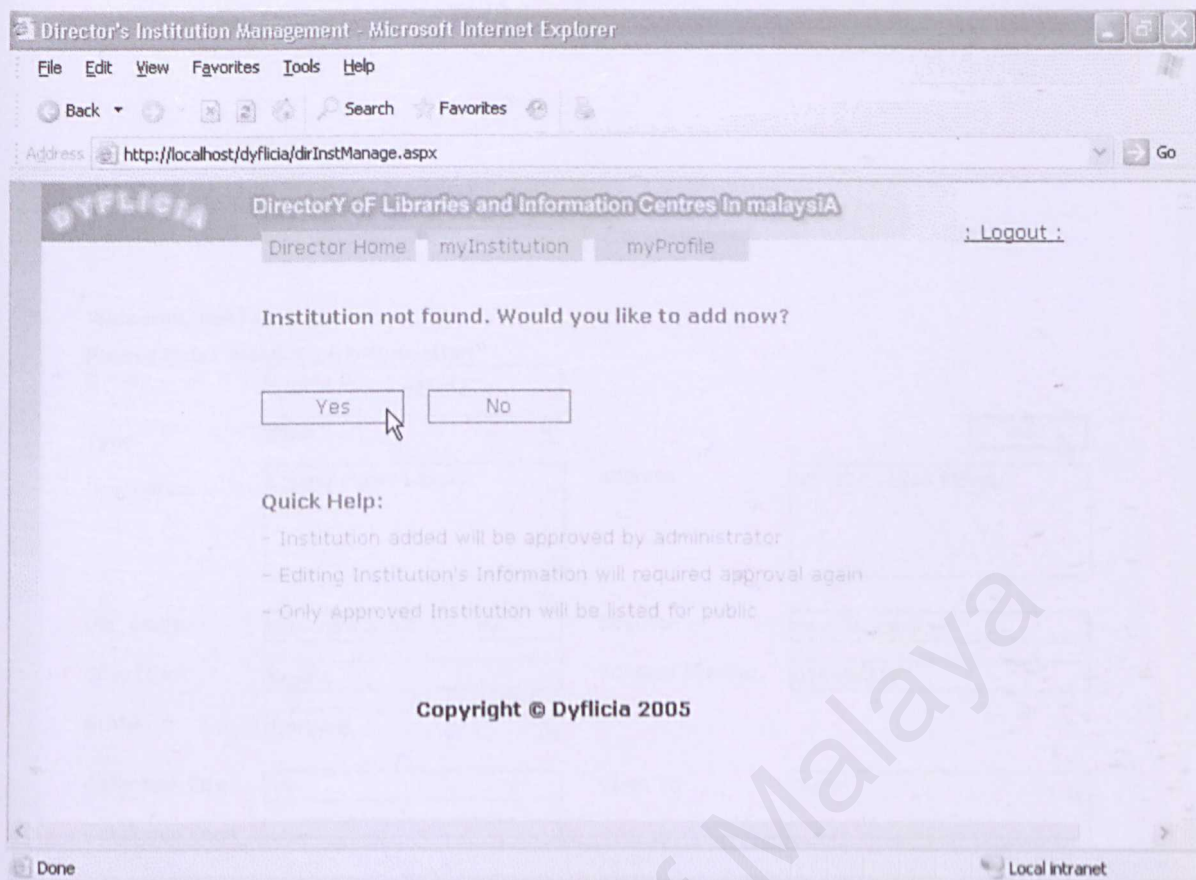 Director's Institution Management - Microsoft Internet Explorer
File Edit View Favorites Tools Help
Back Search Favorites
Address http://localhost/dyflicia/dirInstManage.aspx Go
DYFLICIA DirectorY oF Libraries and Information Centres In malaysiA
Director Home myInstitution myProfile : Logout :
Institution not found. Would you like to add now?
Yes No
Quick Help:
- Institution added will be approved by administrator
- Editing Institution's Information will required approval again
- Only Approved Institution will be listed for public
Copyright © Dyflicia 2005
Done Local intranet
of Malaya